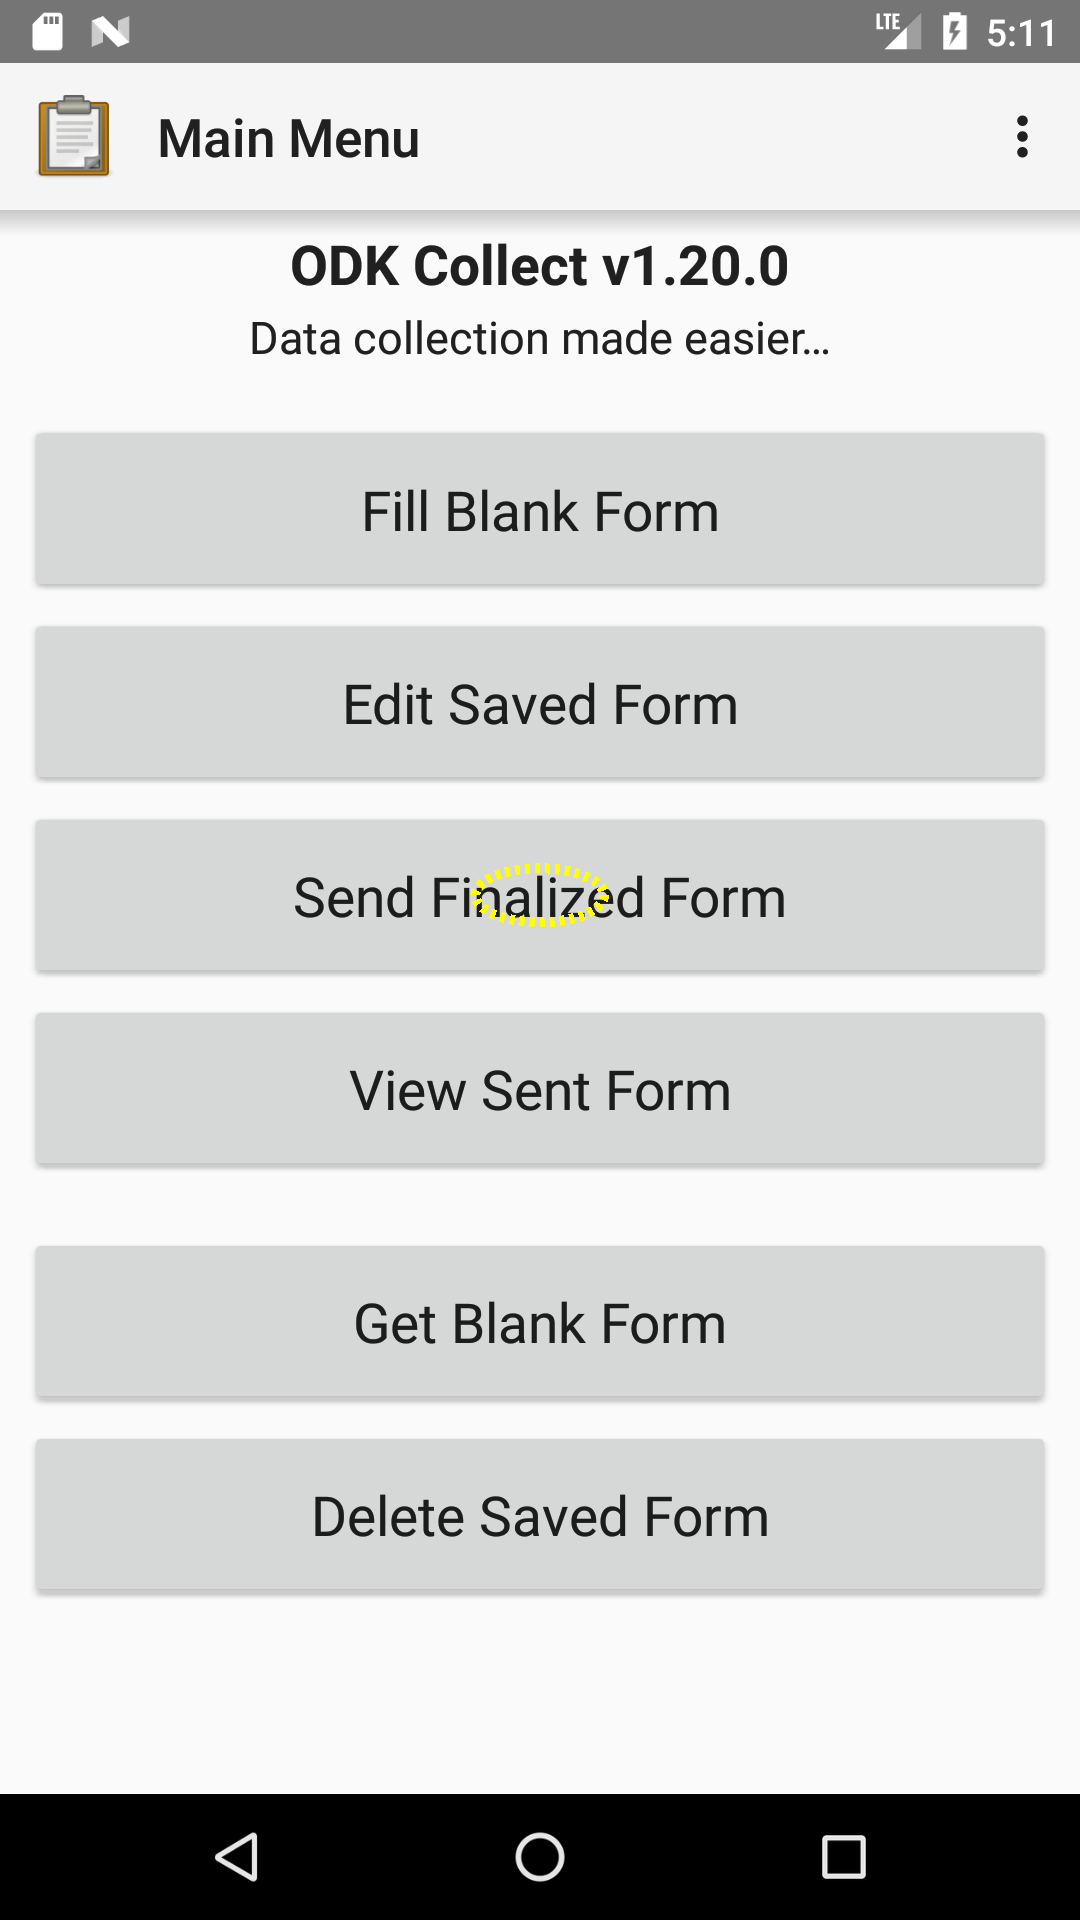 LTE 5:11
Main Menu
ODK Collect v1.20.0
Data collection made easier...
Fill Blank Form
Edit Saved Form
Send Finalized Form
View Sent Form
Get Blank Form
Delete Saved Form